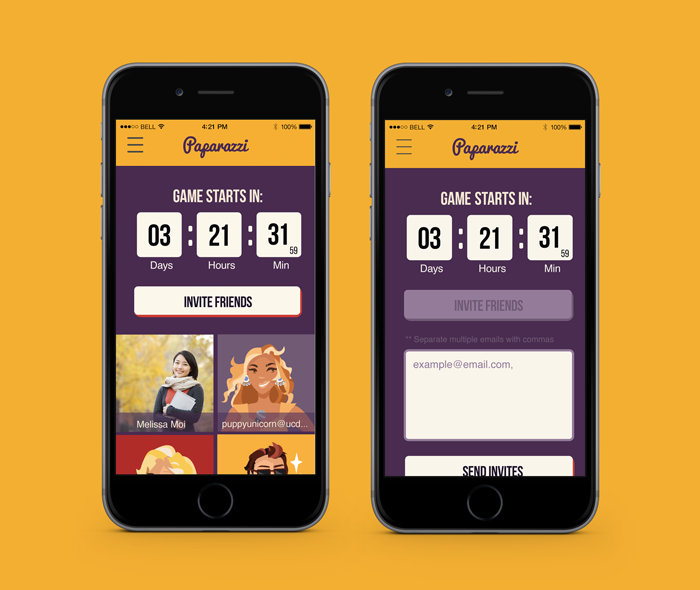 BELL 4:21 PM 100%
Paparazzi
GAME STARTS IN:
03 : 21 : 31 59
Days Hours Min
INVITE FRIENDS
Melissa Moi
puppyunicorn@ucd...
BELL 4:21 PM 100%
Paparazzi
GAME STARTS IN:
03 : 21 : 31 59
Days Hours Min
INVITE FRIENDS
** Separate multiple emails with commas
example@email.com,
SEND INVITES